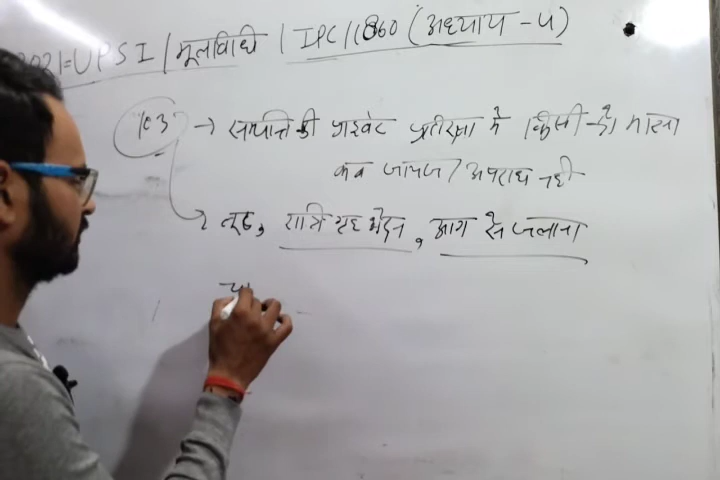 2021=UPSI / मूलविधि / IPC 1860 (अध्याय - 4)
103 → सम्पत्ति की प्राइवेट प्रतिरक्षा में किसी को मारना
कब जायज / अपराध नहीं
→ लूट, रात्रि गृह भेदन, आग से जलाना